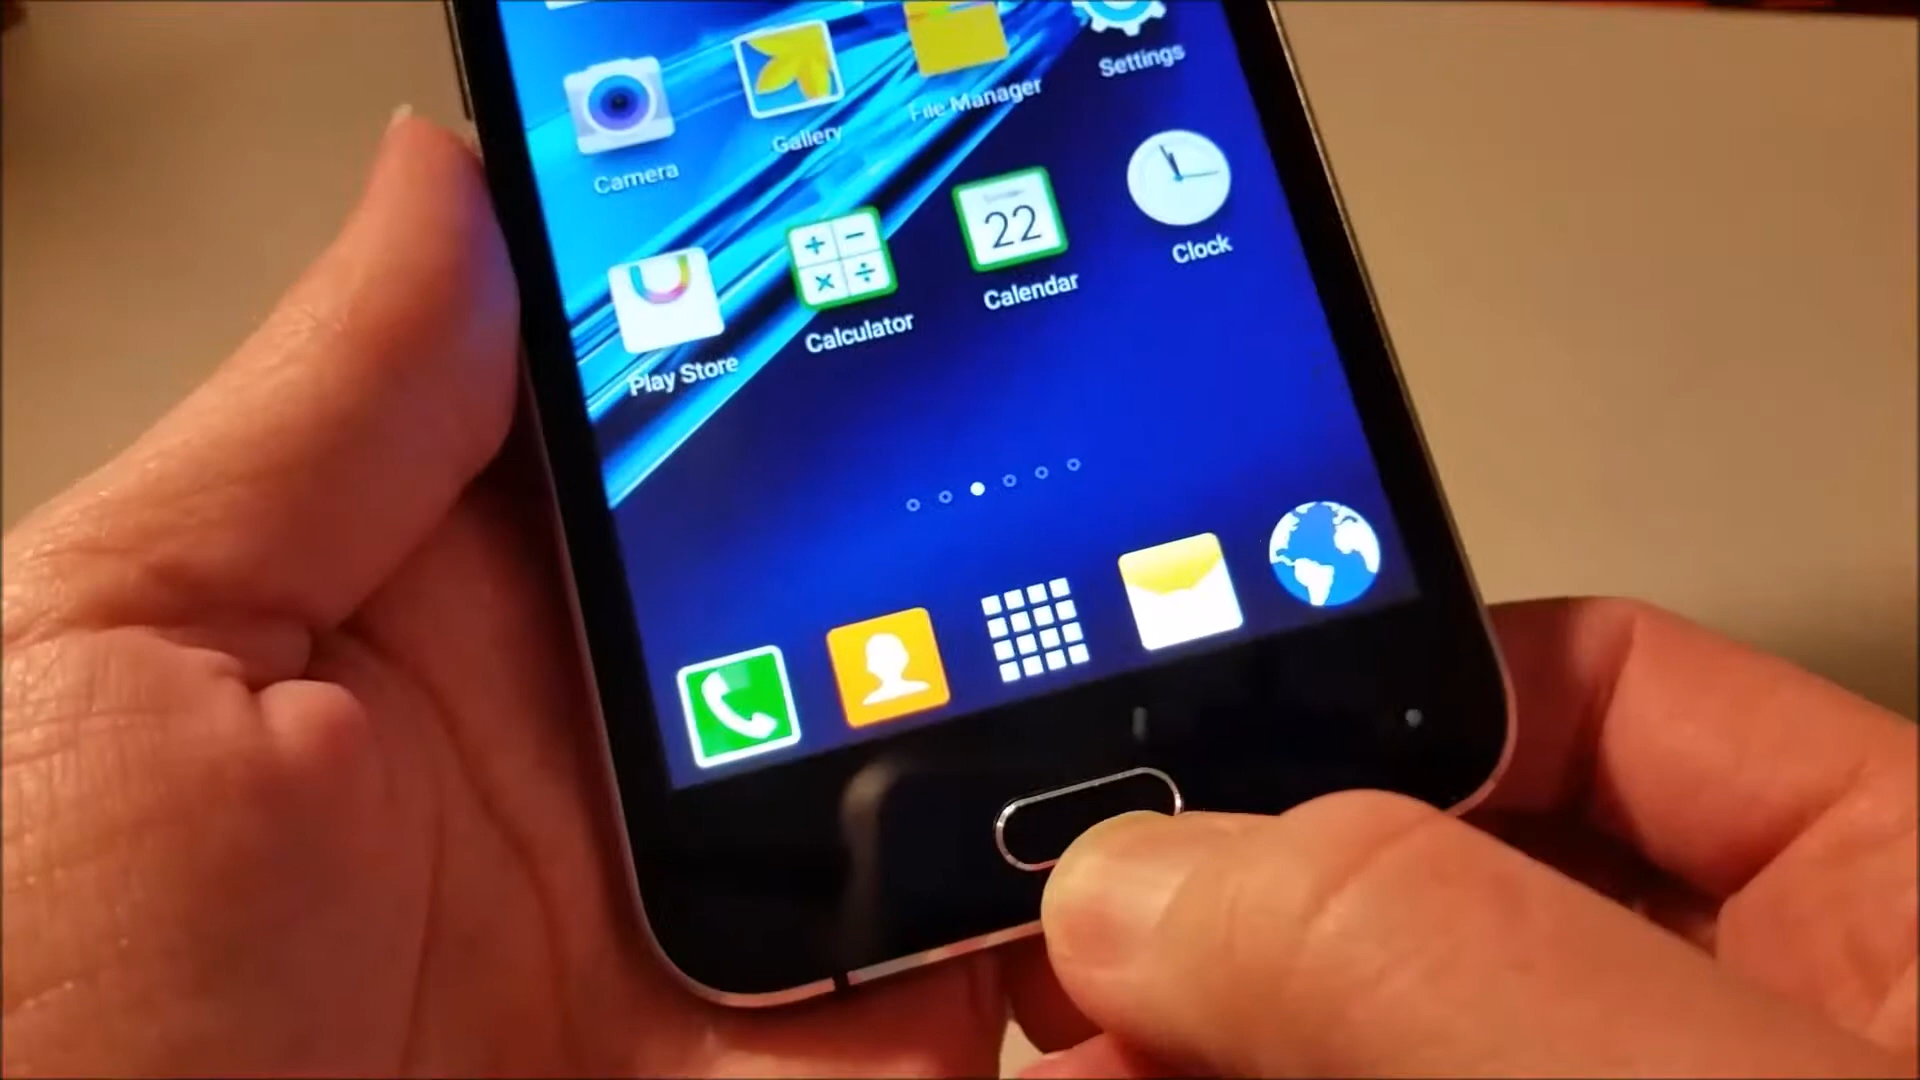 Settings
File Manager
Gallery
Camera
22
Clock
Calendar
Calculator
Play Store